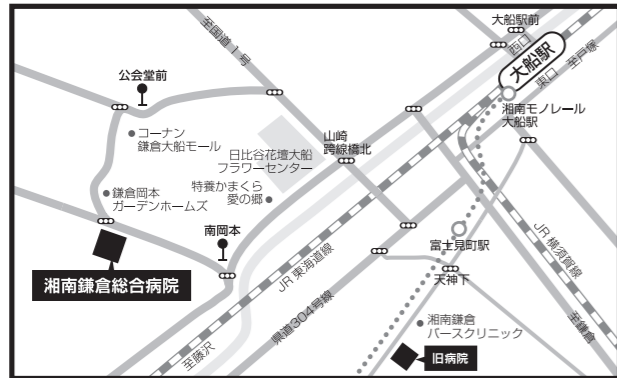 大船駅前
至国道1号
西口
大船駅
東口
至戸塚
公会堂前
湘南モノレール
大船駅
コーナン
鎌倉大船モール
山崎
跨線橋北
日比谷花壇大船
フラワーセンター
特養かまくら
愛の郷
鎌倉岡本
ガーデンホームズ
南岡本
富士見町駅
JR横須賀線
JR東海道線
天神下
湘南鎌倉総合病院
県道304号線
至鎌倉
湘南鎌倉
バースクリニック
至藤沢
旧病院